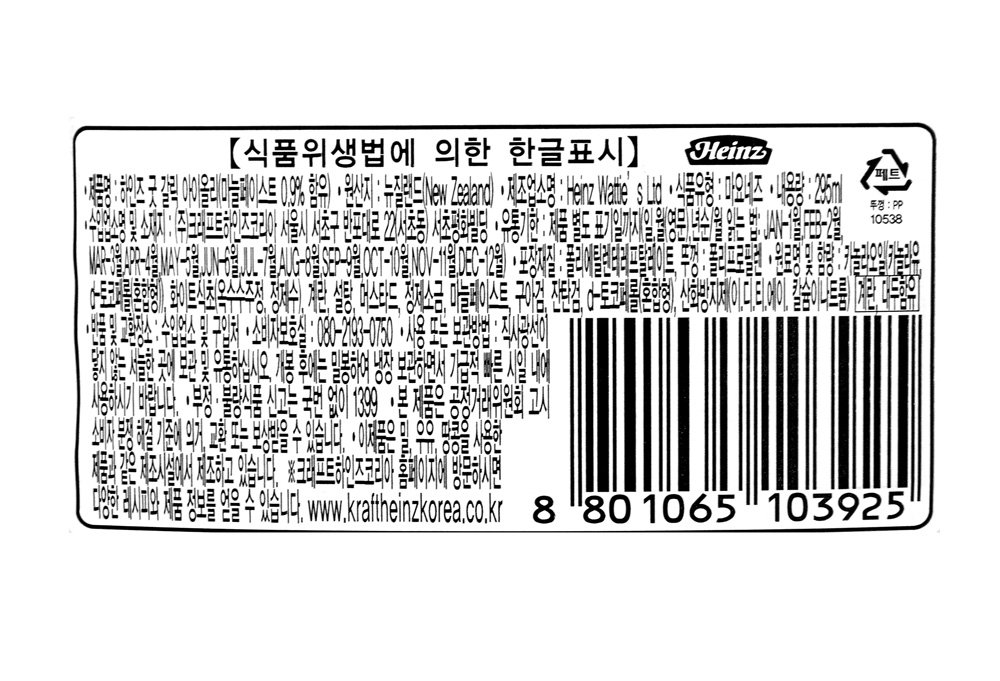 【식품위생법에 의한 한글표시】 Heinz
•제품명 : 하인즈 굿 갈릭 아이올리(마늘페이스트 0.9% 함유) •원산지 : 뉴질랜드(New Zealand) •제조업소명 : Heinz Wattie's Ltd •식품유형 : 마요네즈 •내용량 : 295ml
페트
뚜껑 : PP
10538
•수입업소명 및 소재지 : (주)크래프트하인즈코리아 서울시 서초구 반포대로 22(서초동) 서초평화빌딩 •유통기한 : 제품 별도 표기일까지(일,월(영문),년순),월 읽는 법: JAN-1월,FEB-2월,
MAR-3월,APR-4월,MAY-5월,JUN-6월,JUL-7월,AUG-8월,SEP-9월,OCT-10월,NOV-11월,DEC-12월) •포장재질 : 폴리에틸렌테레프탈레이트, 뚜껑 : 폴리프로필렌 •원료명 및 함량 : 카놀라오일(카놀라유,
d-토코페롤(혼합형)), 화이트식초(옥수수주정, 정제수), 계란, 설탕, 머스타드, 정제소금, 마늘페이스트, 구아검, 잔탄검, d-토코페롤(혼합형), 산화방지제(이.디.티.에이.칼슘이나트륨) 계란, 대두함유
•반품 및 교환장소 : 수입업소 및 구입처 •소비자보호실 : 080-2193-0750 •사용 또는 보관방법 : 직사광선이
닿지 않는 서늘한 곳에 보관 및 유통하십시오. 개봉 후에는 밀봉하여 냉장 보관하면서 가급적 빠른 시일 내에
사용하시기 바랍니다. •부정·불량식품 신고는 국번 없이 1399 •본 제품은 공정거래위원회 고시
소비자 분쟁 해결 기준에 의거 교환 또는 보상받을 수 있습니다. •이제품은 밀, 우유, 땅콩을 사용한
제품과 같은 제조시설에서 제조하고 있습니다. ※크래프트하인즈코리아 홈페이지에 방문하시면
다양한 레시피와 제품 정보를 얻을 수 있습니다. www.kraftheinzkorea.co.kr
8 801065 103925